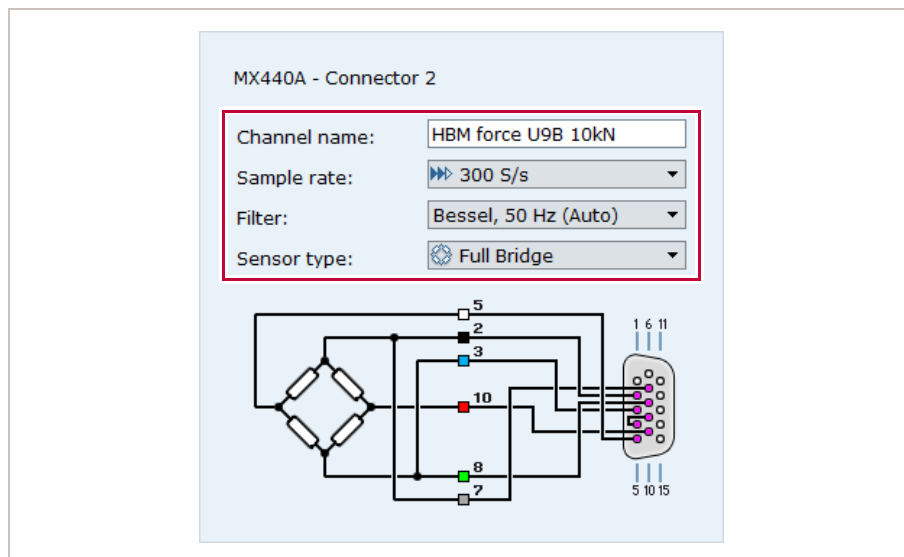 MX440A - Connector 2
Channel name: HBM force U9B 10kN
Sample rate: 300 S/s
Filter: Bessel, 50 Hz (Auto)
Sensor type: Full Bridge
5
2
3
10
8
7
1 6 11
5 10 15